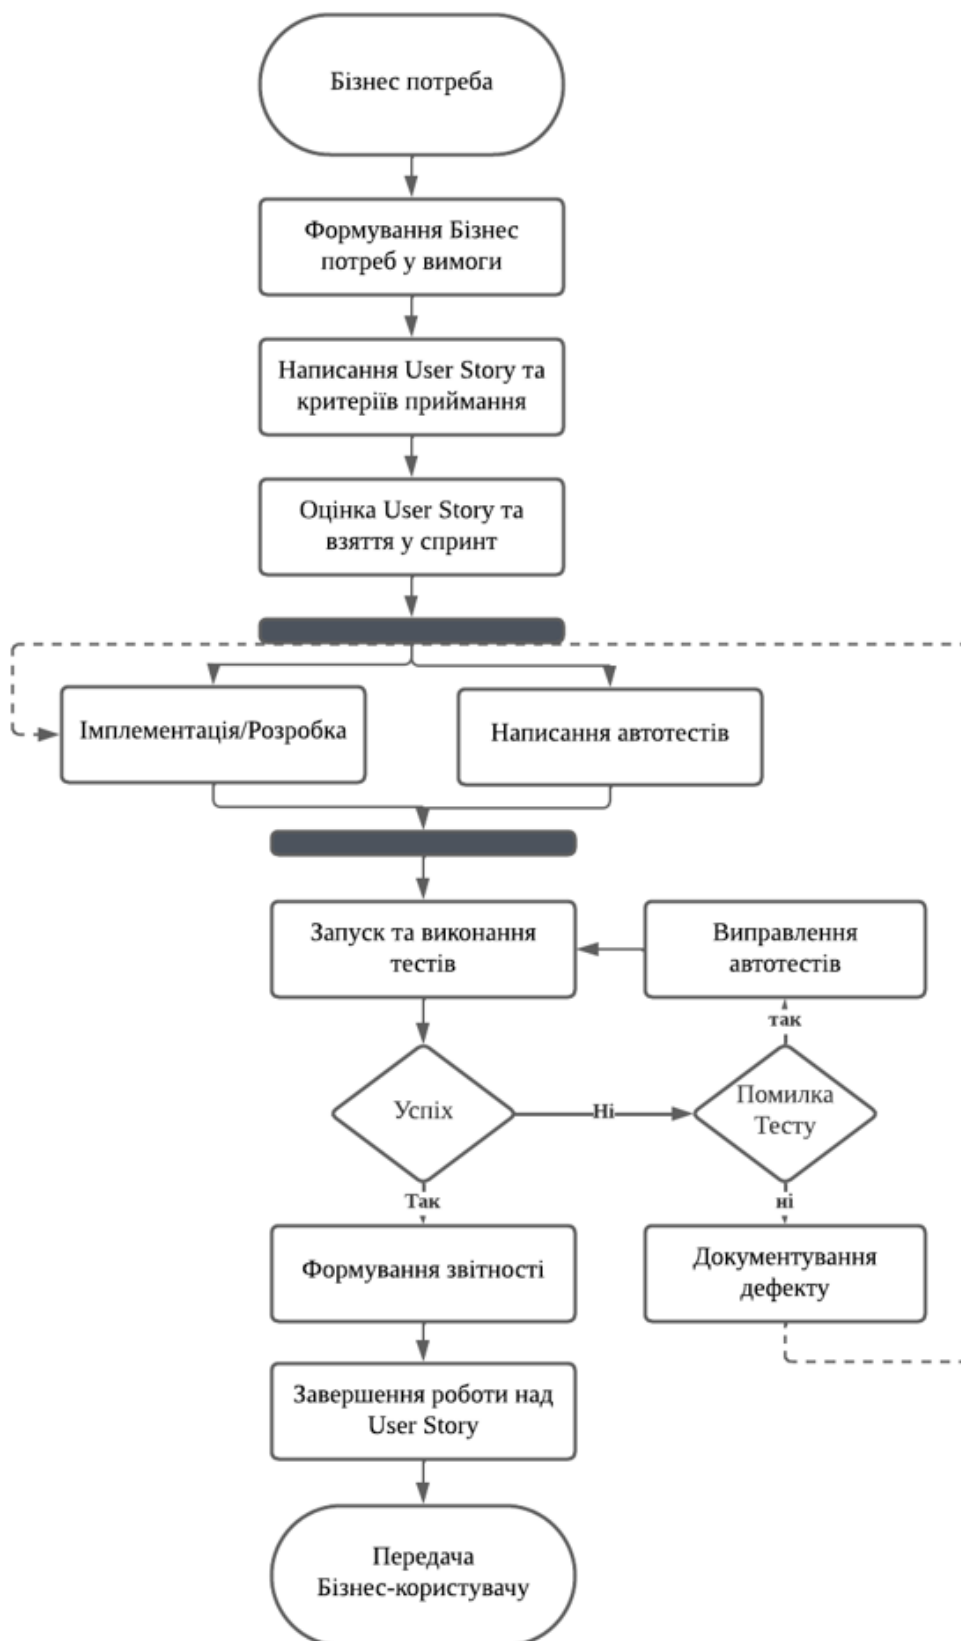 Бізнес потреба
Формування Бізнес
потреб у вимоги
Написання User Story та
критеріїв приймання
Оцінка User Story та
взяття у спринт
Імплементація/Розробка
Написання автотестів
Запуск та виконання
тестів
Виправлення
автотестів
так
Успіх
Ні
Помилка
Тесту
Так
ні
Формування звітності
Документування
дефекту
Завершення роботи над
User Story
Передача
Бізнес-користувачу